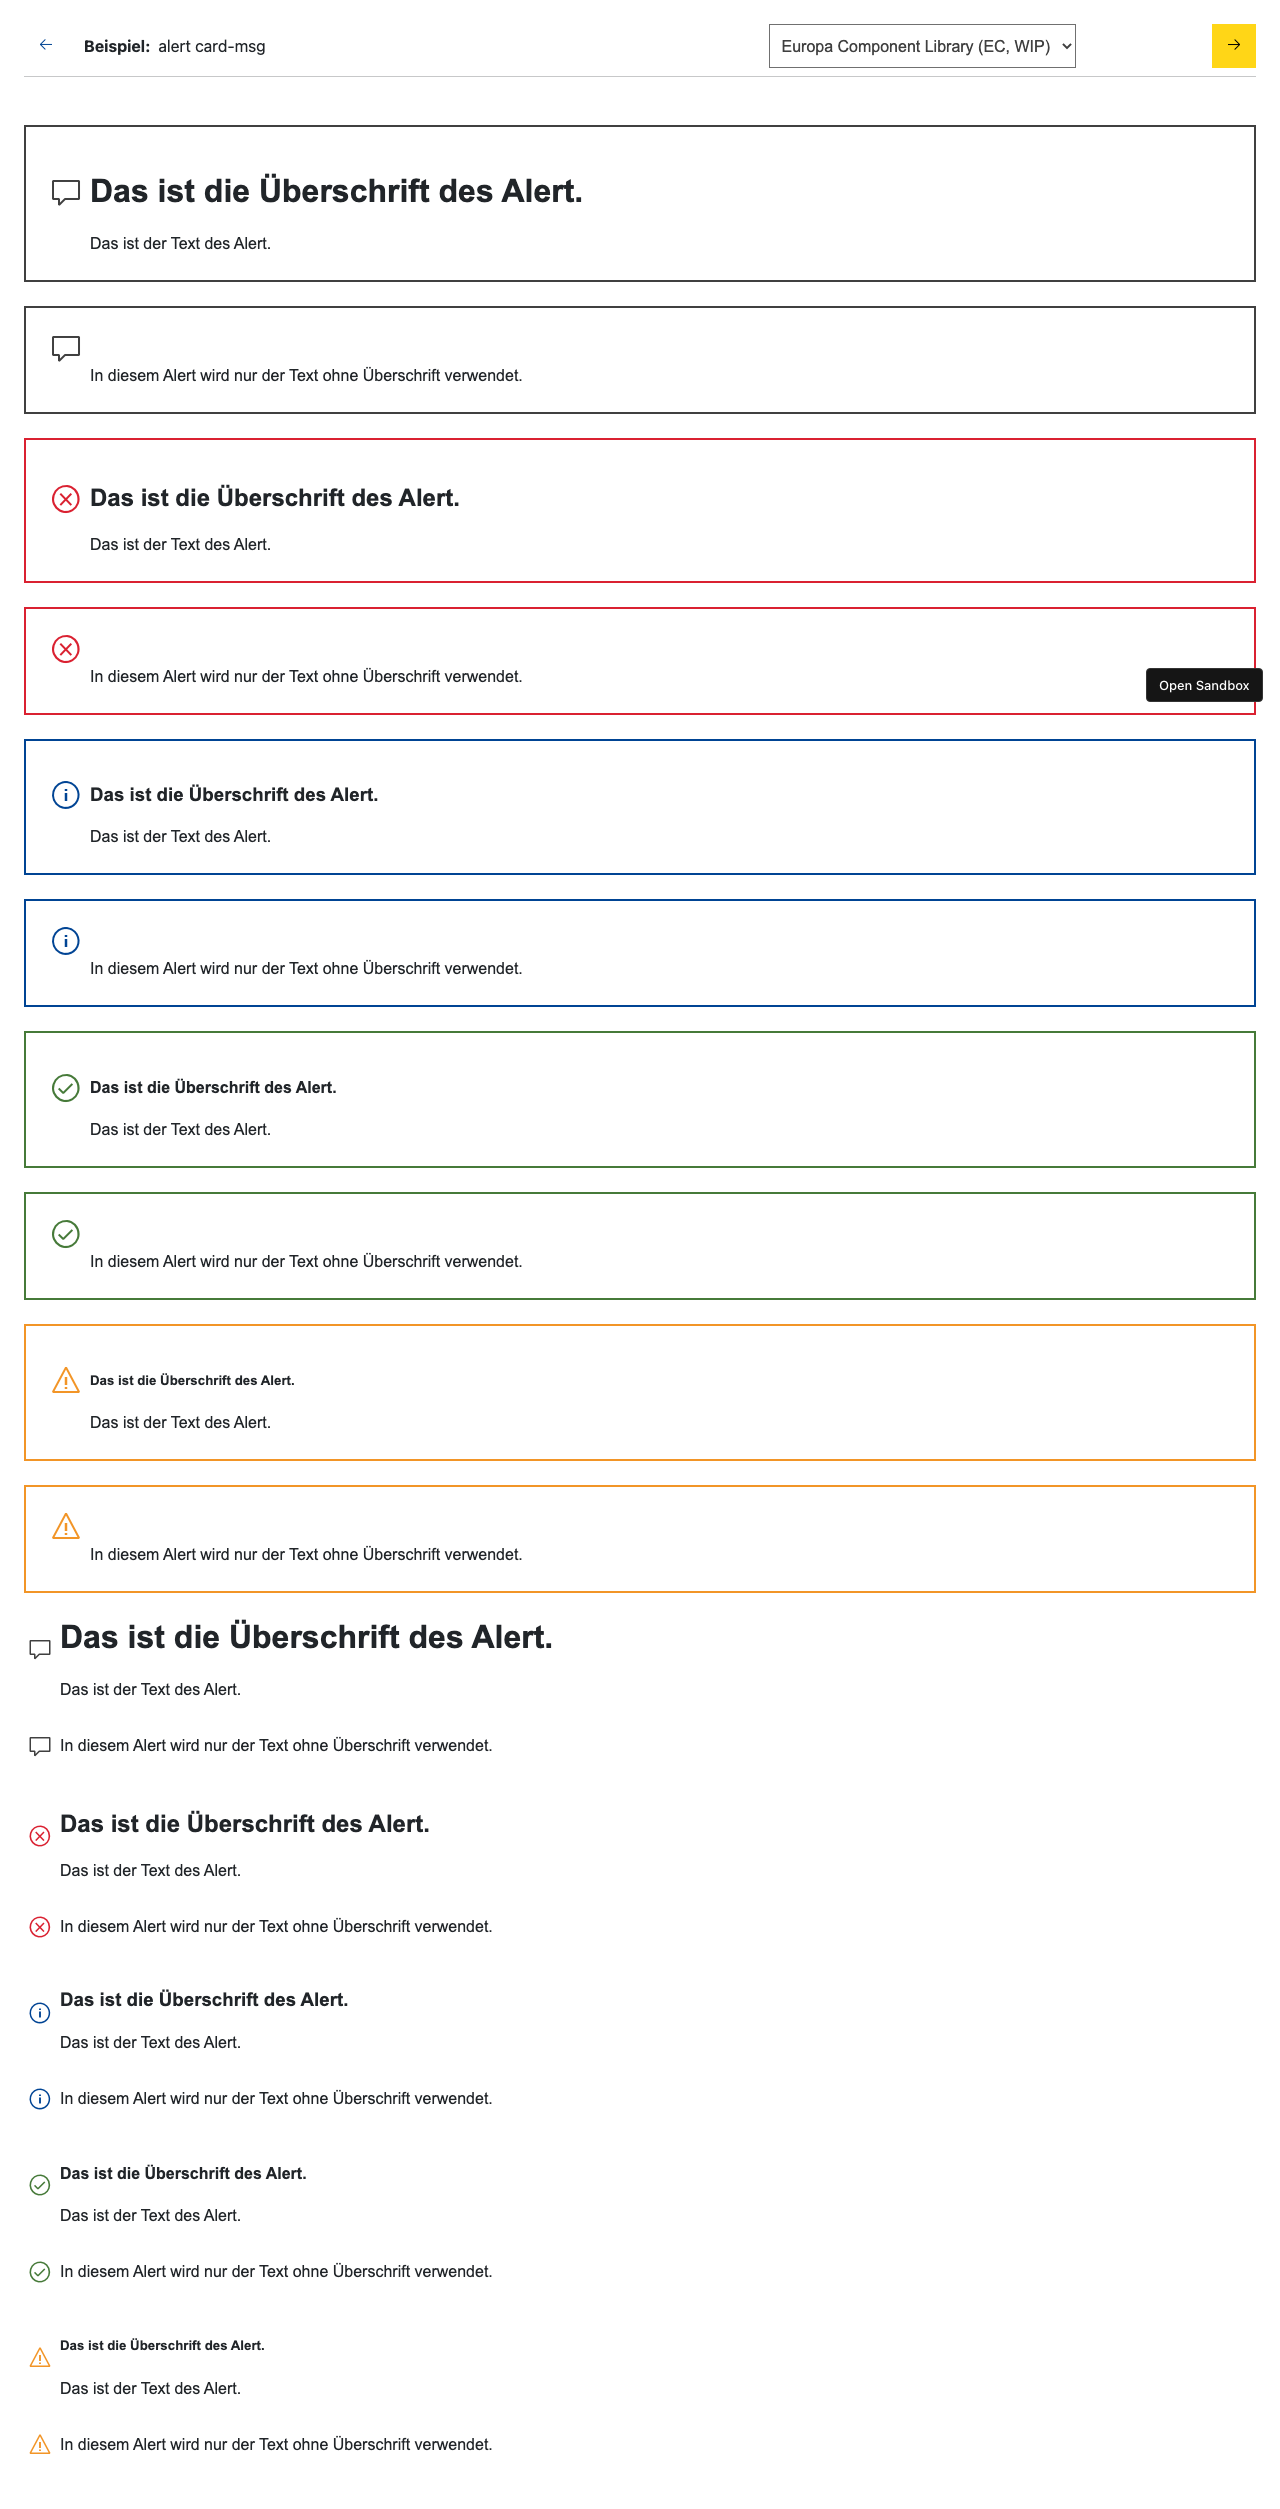 Beispiel: alert card-msg
Europa Component Library (EC, WIP)
Das ist die Überschrift des Alert.
Das ist der Text des Alert.
In diesem Alert wird nur der Text ohne Überschrift verwendet.
Das ist die Überschrift des Alert.
Das ist der Text des Alert.
In diesem Alert wird nur der Text ohne Überschrift verwendet.
Open Sandbox
Das ist die Überschrift des Alert.
Das ist der Text des Alert.
In diesem Alert wird nur der Text ohne Überschrift verwendet.
Das ist die Überschrift des Alert.
Das ist der Text des Alert.
In diesem Alert wird nur der Text ohne Überschrift verwendet.
Das ist die Überschrift des Alert.
Das ist der Text des Alert.
In diesem Alert wird nur der Text ohne Überschrift verwendet.
Das ist die Überschrift des Alert.
Das ist der Text des Alert.
In diesem Alert wird nur der Text ohne Überschrift verwendet.
Das ist die Überschrift des Alert.
Das ist der Text des Alert.
In diesem Alert wird nur der Text ohne Überschrift verwendet.
Das ist die Überschrift des Alert.
Das ist der Text des Alert.
In diesem Alert wird nur der Text ohne Überschrift verwendet.
Das ist die Überschrift des Alert.
Das ist der Text des Alert.
In diesem Alert wird nur der Text ohne Überschrift verwendet.
Das ist die Überschrift des Alert.
Das ist der Text des Alert.
In diesem Alert wird nur der Text ohne Überschrift verwendet.